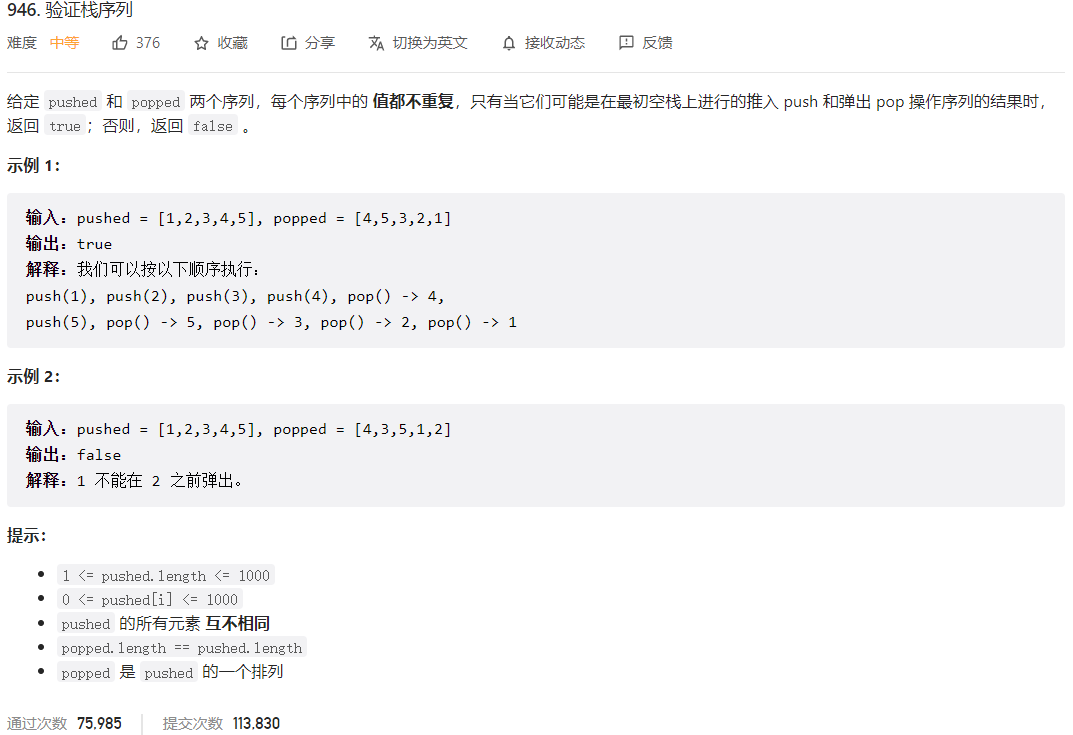 946. 验证栈序列
难度 中等 376 收藏 分享 切换为英文 接收动态 反馈
给定 pushed 和 popped 两个序列，每个序列中的 值都不重复，只有当它们可能是在最初空栈上进行的推入 push 和弹出 pop 操作序列的结果时，
返回 true；否则，返回 false 。
示例 1：
输入：pushed = [1,2,3,4,5], popped = [4,5,3,2,1]
输出：true
解释：我们可以按以下顺序执行：
push(1), push(2), push(3), push(4), pop() -> 4,
push(5), pop() -> 5, pop() -> 3, pop() -> 2, pop() -> 1
示例 2：
输入：pushed = [1,2,3,4,5], popped = [4,3,5,1,2]
输出：false
解释：1 不能在 2 之前弹出。
提示：
1 <= pushed.length <= 1000
0 <= pushed[i] <= 1000
pushed 的所有元素 互不相同
popped.length == pushed.length
popped 是 pushed 的一个排列
通过次数 75,985 提交次数 113,830